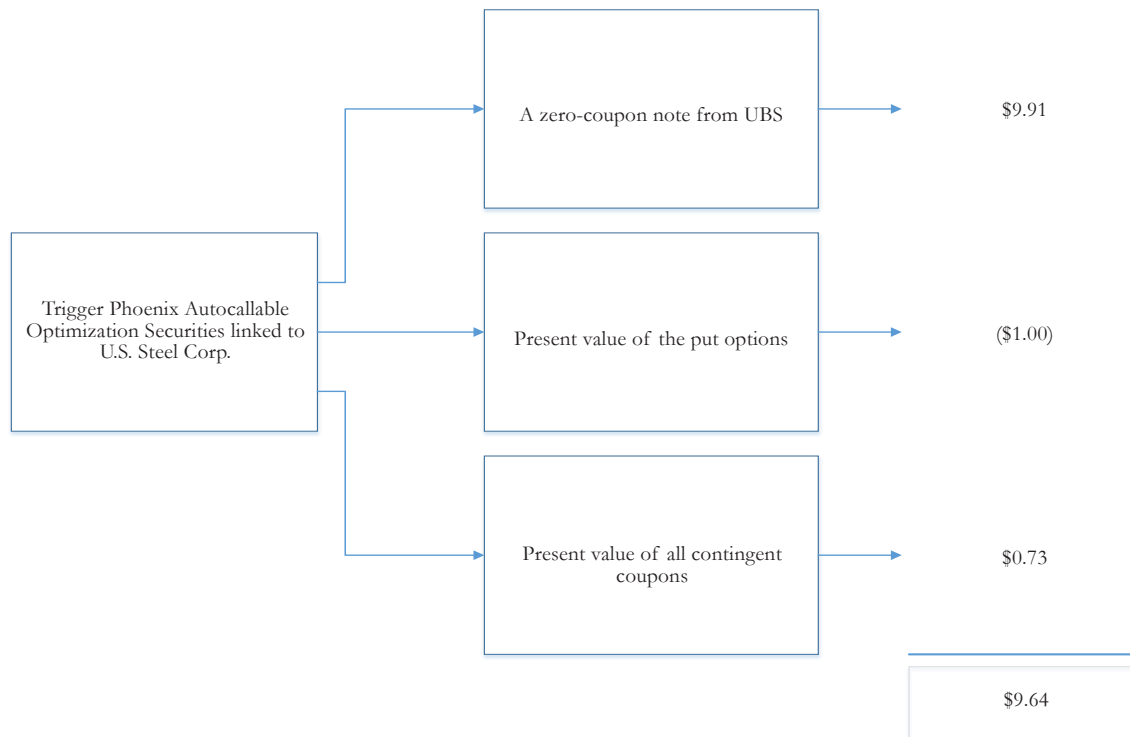 A zero-coupon note from UBS
$9.91
Trigger Phoenix Autocallable
Optimization Securities linked to
U.S. Steel Corp.
Present value of the put options
($1.00)
Present value of all contingent
coupons
$0.73
$9.64